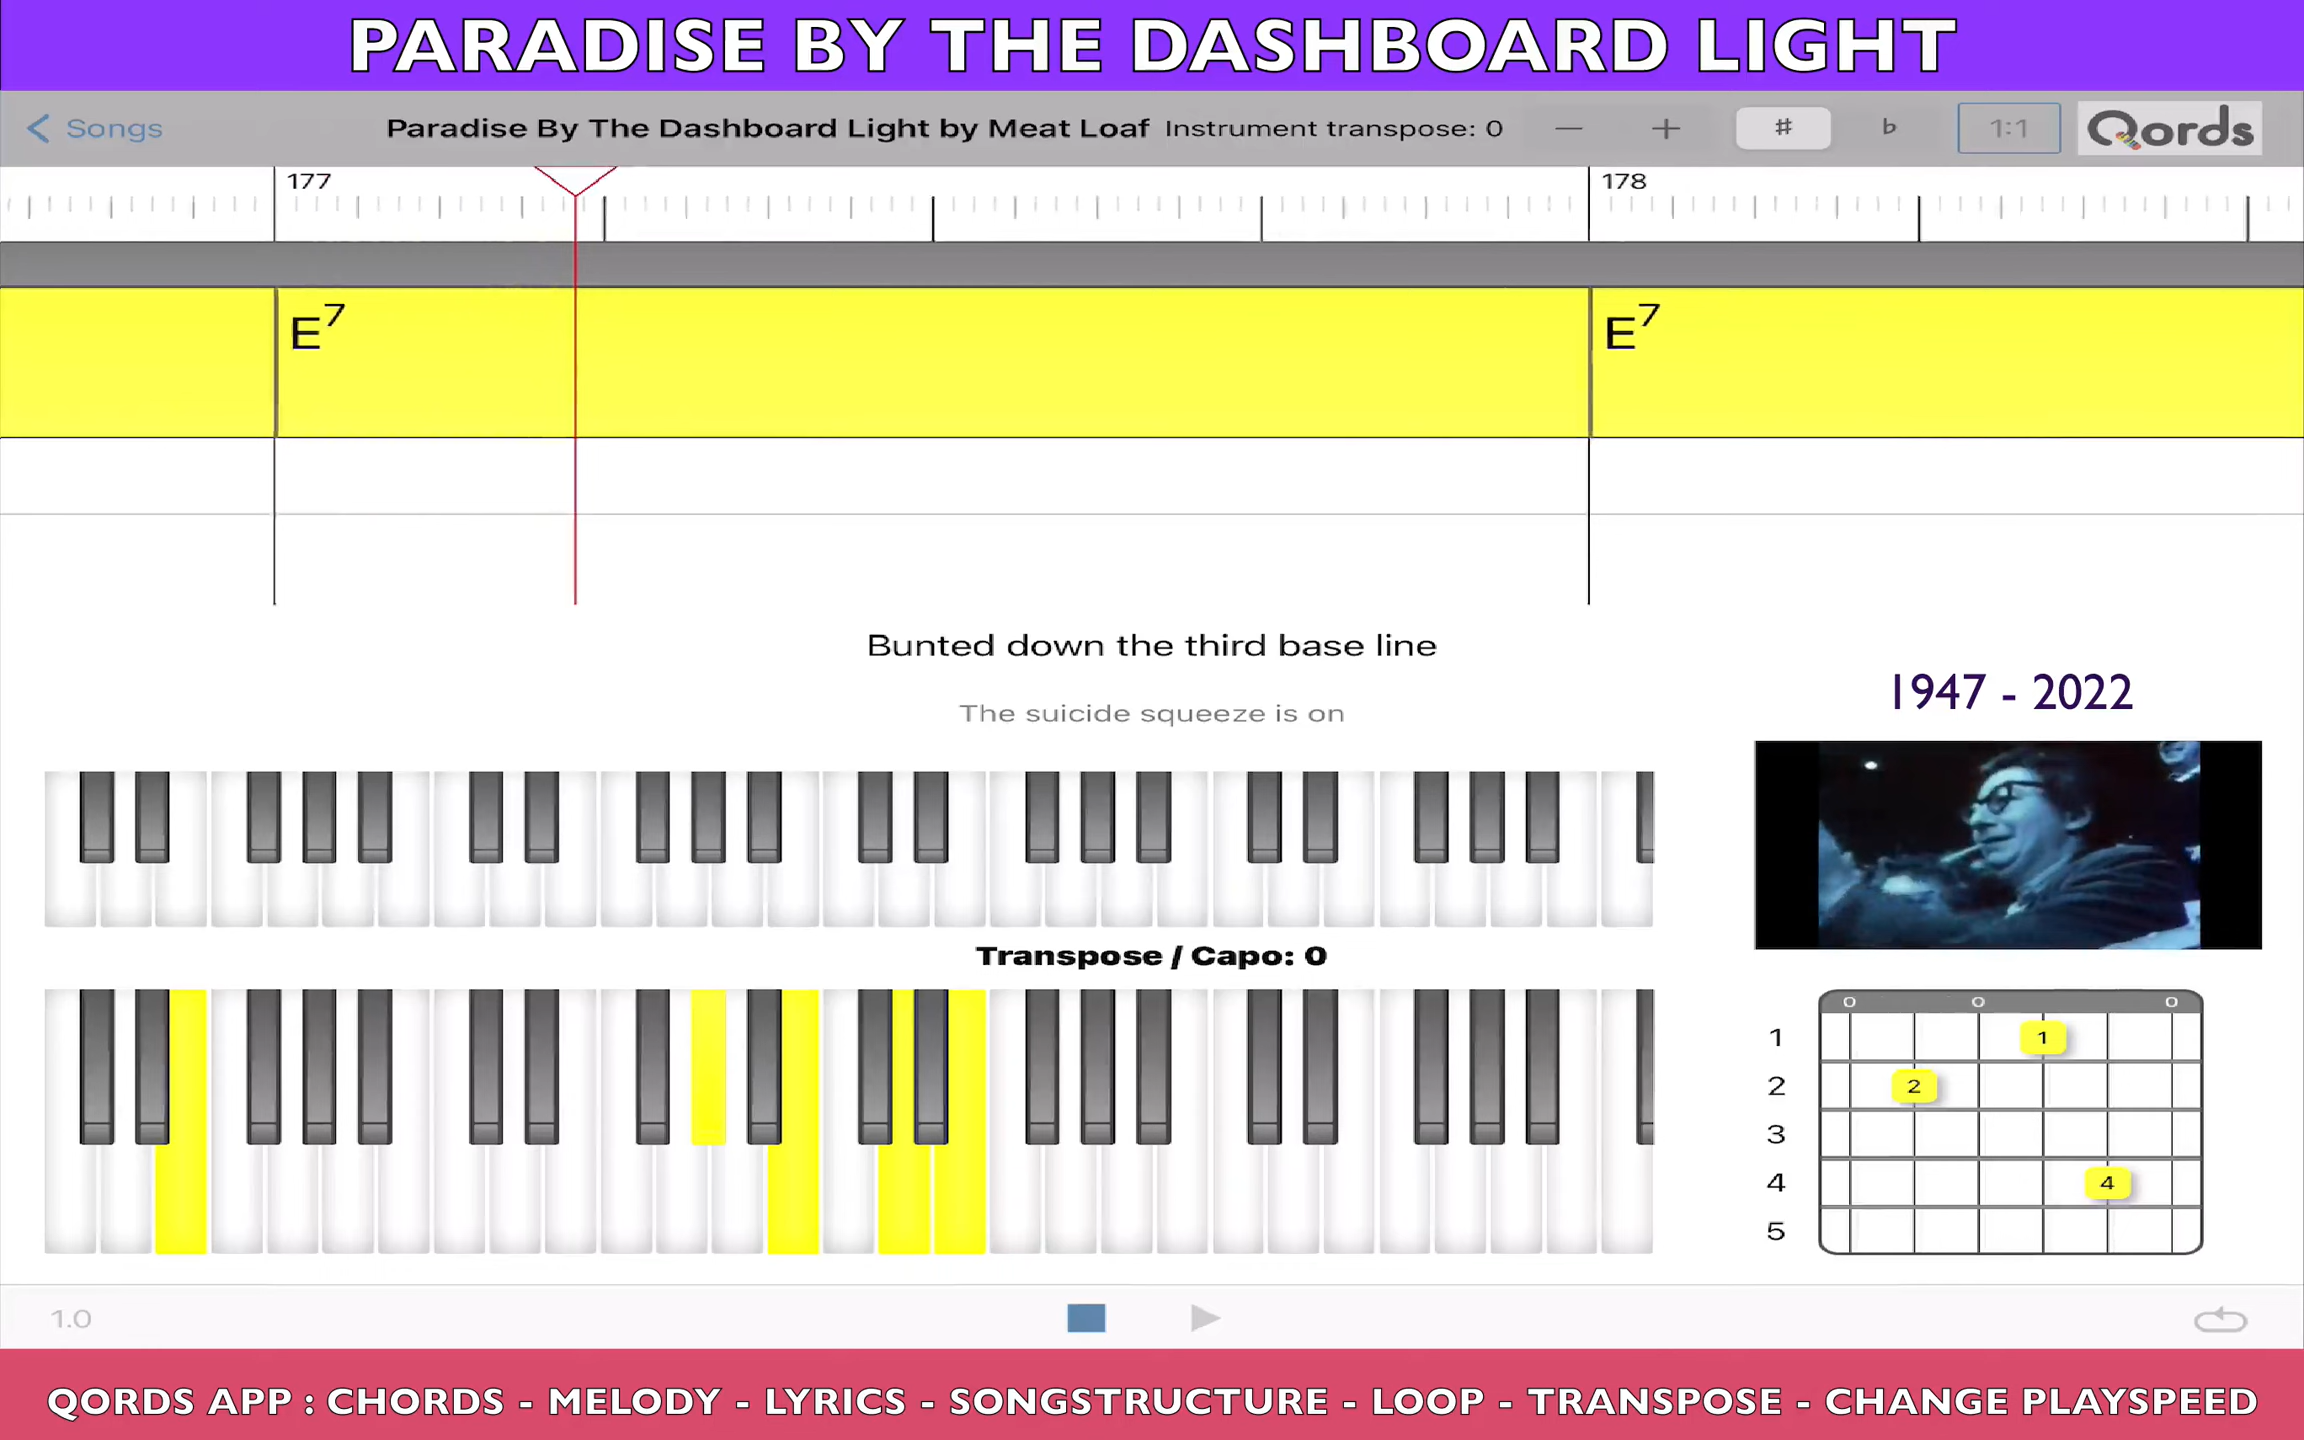 PARADISE BY THE DASHBOARD LIGHT
Songs
Paradise By The Dashboard Light by Meat Loaf Instrument transpose: 0 − + ♯ ♭ 1:1 Qords
177 178
E7 E7
Bunted down the third base line
The suicide squeeze is on
1947 - 2022
Transpose / Capo: 0
o o o
1 1
2 2
3
4 4
5
1.0
QORDS APP : CHORDS - MELODY - LYRICS - SONGSTRUCTURE - LOOP - TRANSPOSE - CHANGE PLAYSPEED